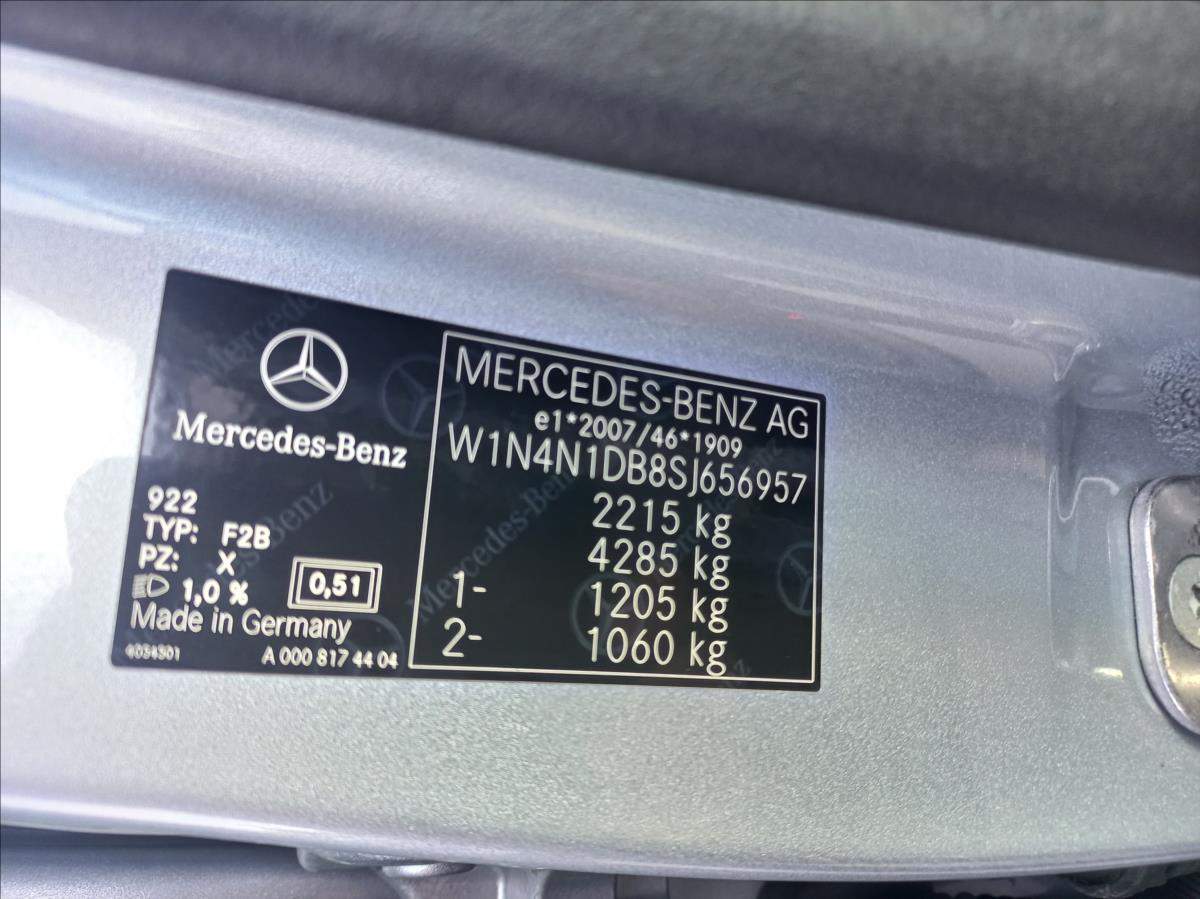 Mercedes-Benz
922
TYP: F2B
PZ: X
1,0 % 0,51
Made in Germany
A 000 817 44 04
MERCEDES-BENZ AG
e1*2007/46*1909
W1N4N1DB8SJ656957
2215 kg
4285 kg
1- 1205 kg
2- 1060 kg